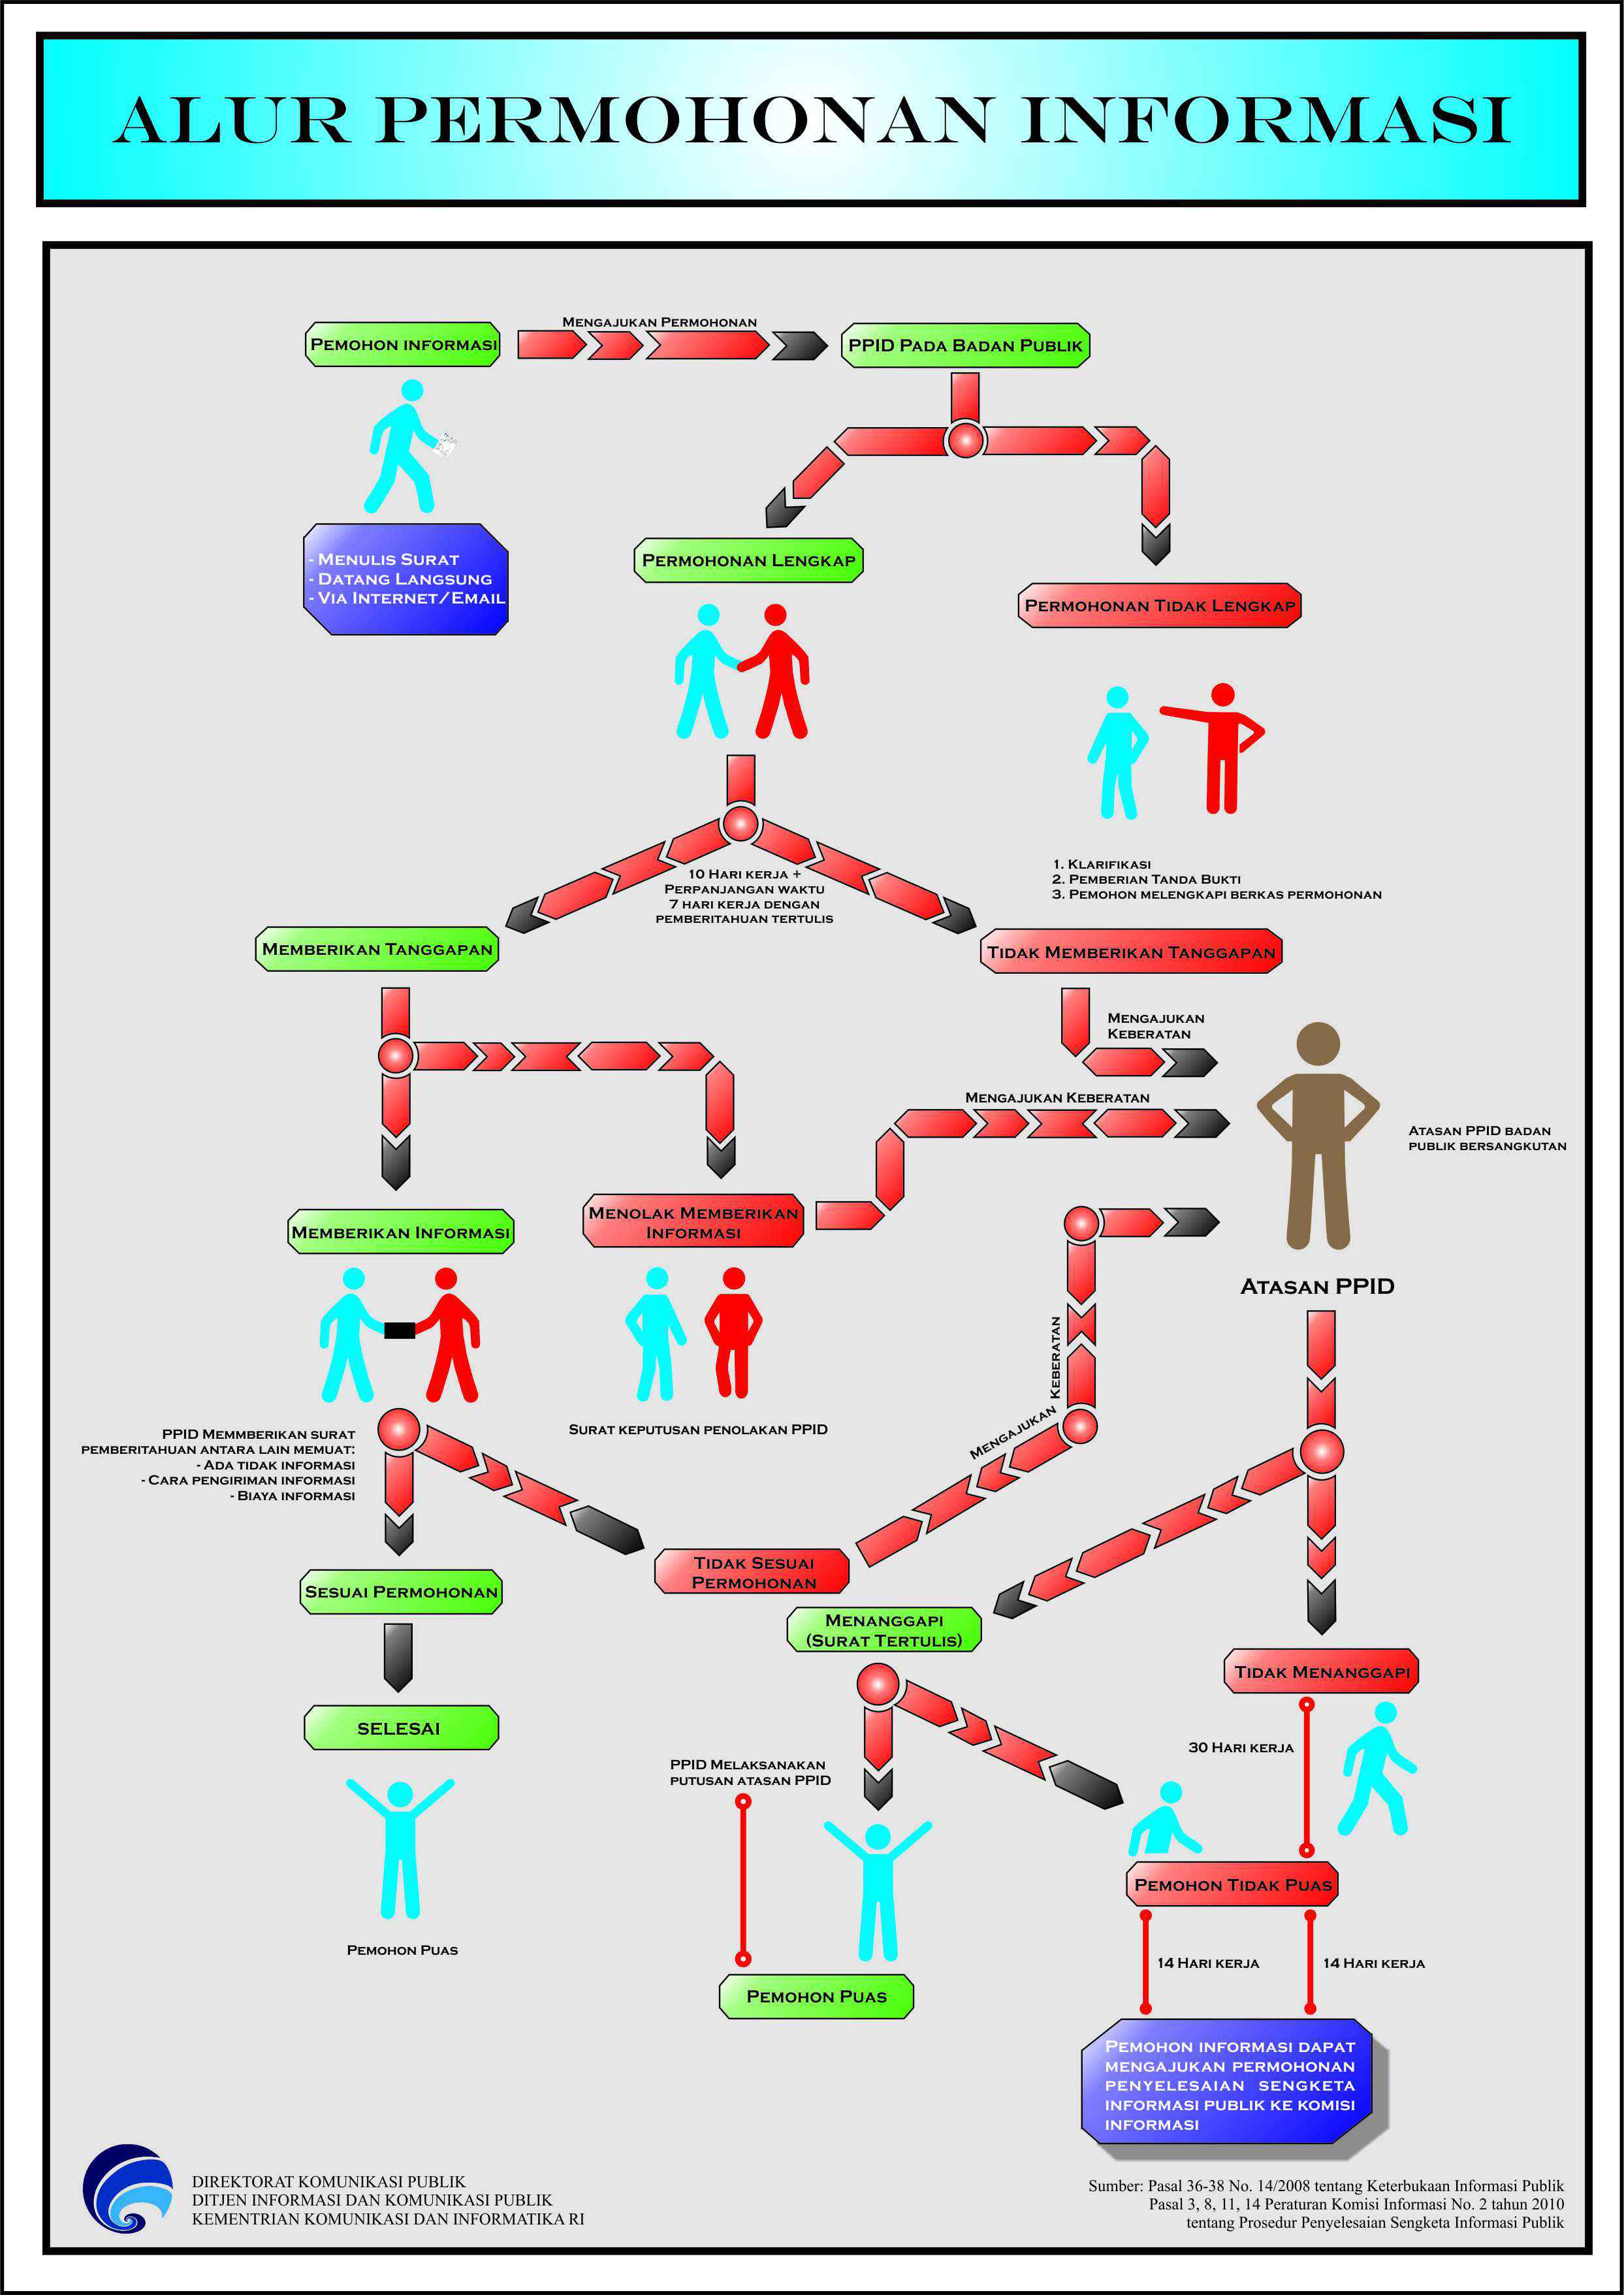 ALUR PERMOHONAN INFORMASI
PEMOHON INFORMASI
MENGAJUKAN PERMOHONAN
PPID PADA BADAN PUBLIK
- MENULIS SURAT
- DATANG LANGSUNG
- VIA INTERNET/EMAIL
PERMOHONAN LENGKAP
PERMOHONAN TIDAK LENGKAP
1. KLARIFIKASI
2. PEMBERIAN TANDA BUKTI
3. PEMOHON MELENGKAPI BERKAS PERMOHONAN
10 HARI KERJA +
PERPANJANGAN WAKTU
7 HARI KERJA DENGAN
PEMBERITAHUAN TERTULIS
MEMBERIKAN TANGGAPAN
TIDAK MEMBERIKAN TANGGAPAN
MENGAJUKAN
KEBERATAN
MENGAJUKAN KEBERATAN
ATASAN PPID BADAN
PUBLIK BERSANGKUTAN
MEMBERIKAN INFORMASI
MENOLAK MEMBERIKAN
INFORMASI
ATASAN PPID
SURAT KEPUTUSAN PENOLAKAN PPID
MENGAJUKAN KEBERATAN
PPID MEMMBERIKAN SURAT
PEMBERITAHUAN ANTARA LAIN MEMUAT:
- ADA TIDAK INFORMASI
- CARA PENGIRIMAN INFORMASI
- BIAYA INFORMASI
TIDAK SESUAI
PERMOHONAN
SESUAI PERMOHONAN
MENANGGAPI
(SURAT TERTULIS)
TIDAK MENANGGAPI
SELESAI
30 HARI KERJA
PPID MELAKSANAKAN
PUTUSAN ATASAN PPID
PEMOHON TIDAK PUAS
PEMOHON PUAS
14 HARI KERJA
14 HARI KERJA
PEMOHON PUAS
PEMOHON INFORMASI DAPAT
MENGAJUKAN PERMOHONAN
PENYELESAIAN SENGKETA
INFORMASI PUBLIK KE KOMISI
INFORMASI
DIREKTORAT KOMUNIKASI PUBLIK
DITJEN INFORMASI DAN KOMUNIKASI PUBLIK
KEMENTRIAN KOMUNIKASI DAN INFORMATIKA RI
Sumber: Pasal 36-38 No. 14/2008 tentang Keterbukaan Informasi Publik
Pasal 3, 8, 11, 14 Peraturan Komisi Informasi No. 2 tahun 2010
tentang Prosedur Penyelesaian Sengketa Informasi Publik